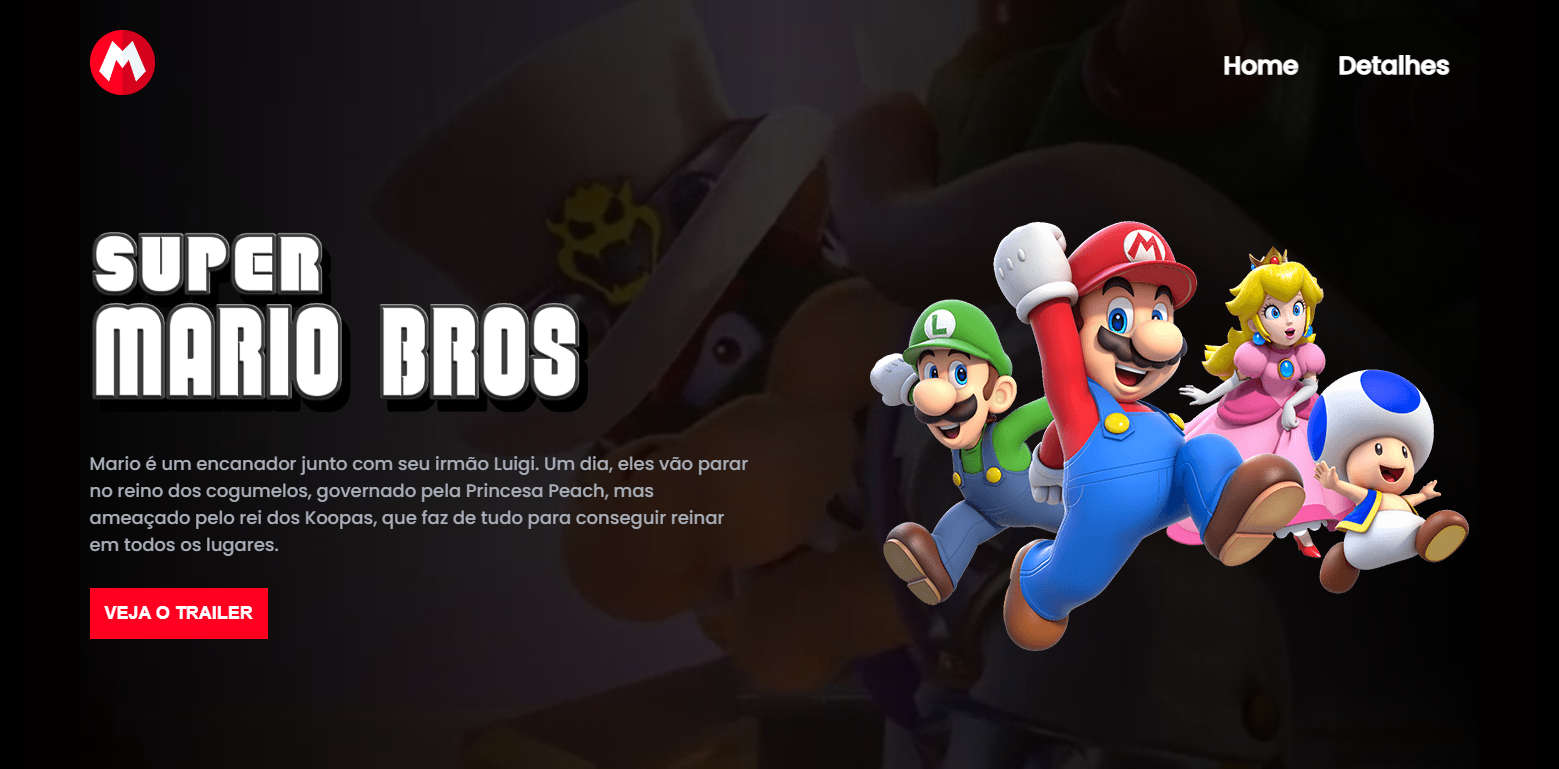 M
Home
Detalhes
SUPER
MARIO BROS
M
L
Mario é um encanador junto com seu irmão Luigi. Um dia, eles vão parar
no reino dos cogumelos, governado pela Princesa Peach, mas
ameaçado pelo rei dos Koopas, que faz de tudo para conseguir reinar
em todos os lugares.
VEJA O TRAILER